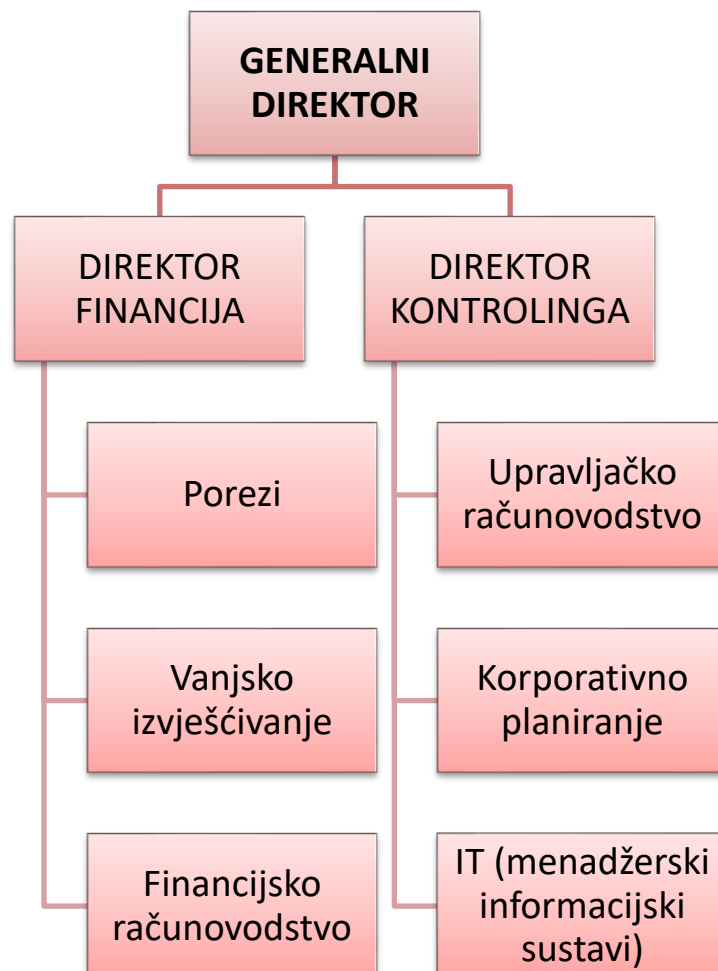 GENERALNI
DIREKTOR
DIREKTOR
FINANCIJA
DIREKTOR
KONTROLINGA
Porezi
Upravljačko
računovodstvo
Vanjsko
izvješćivanje
Korporativno
planiranje
Financijsko
računovodstvo
IT (menadžerski
informacijski
sustavi)